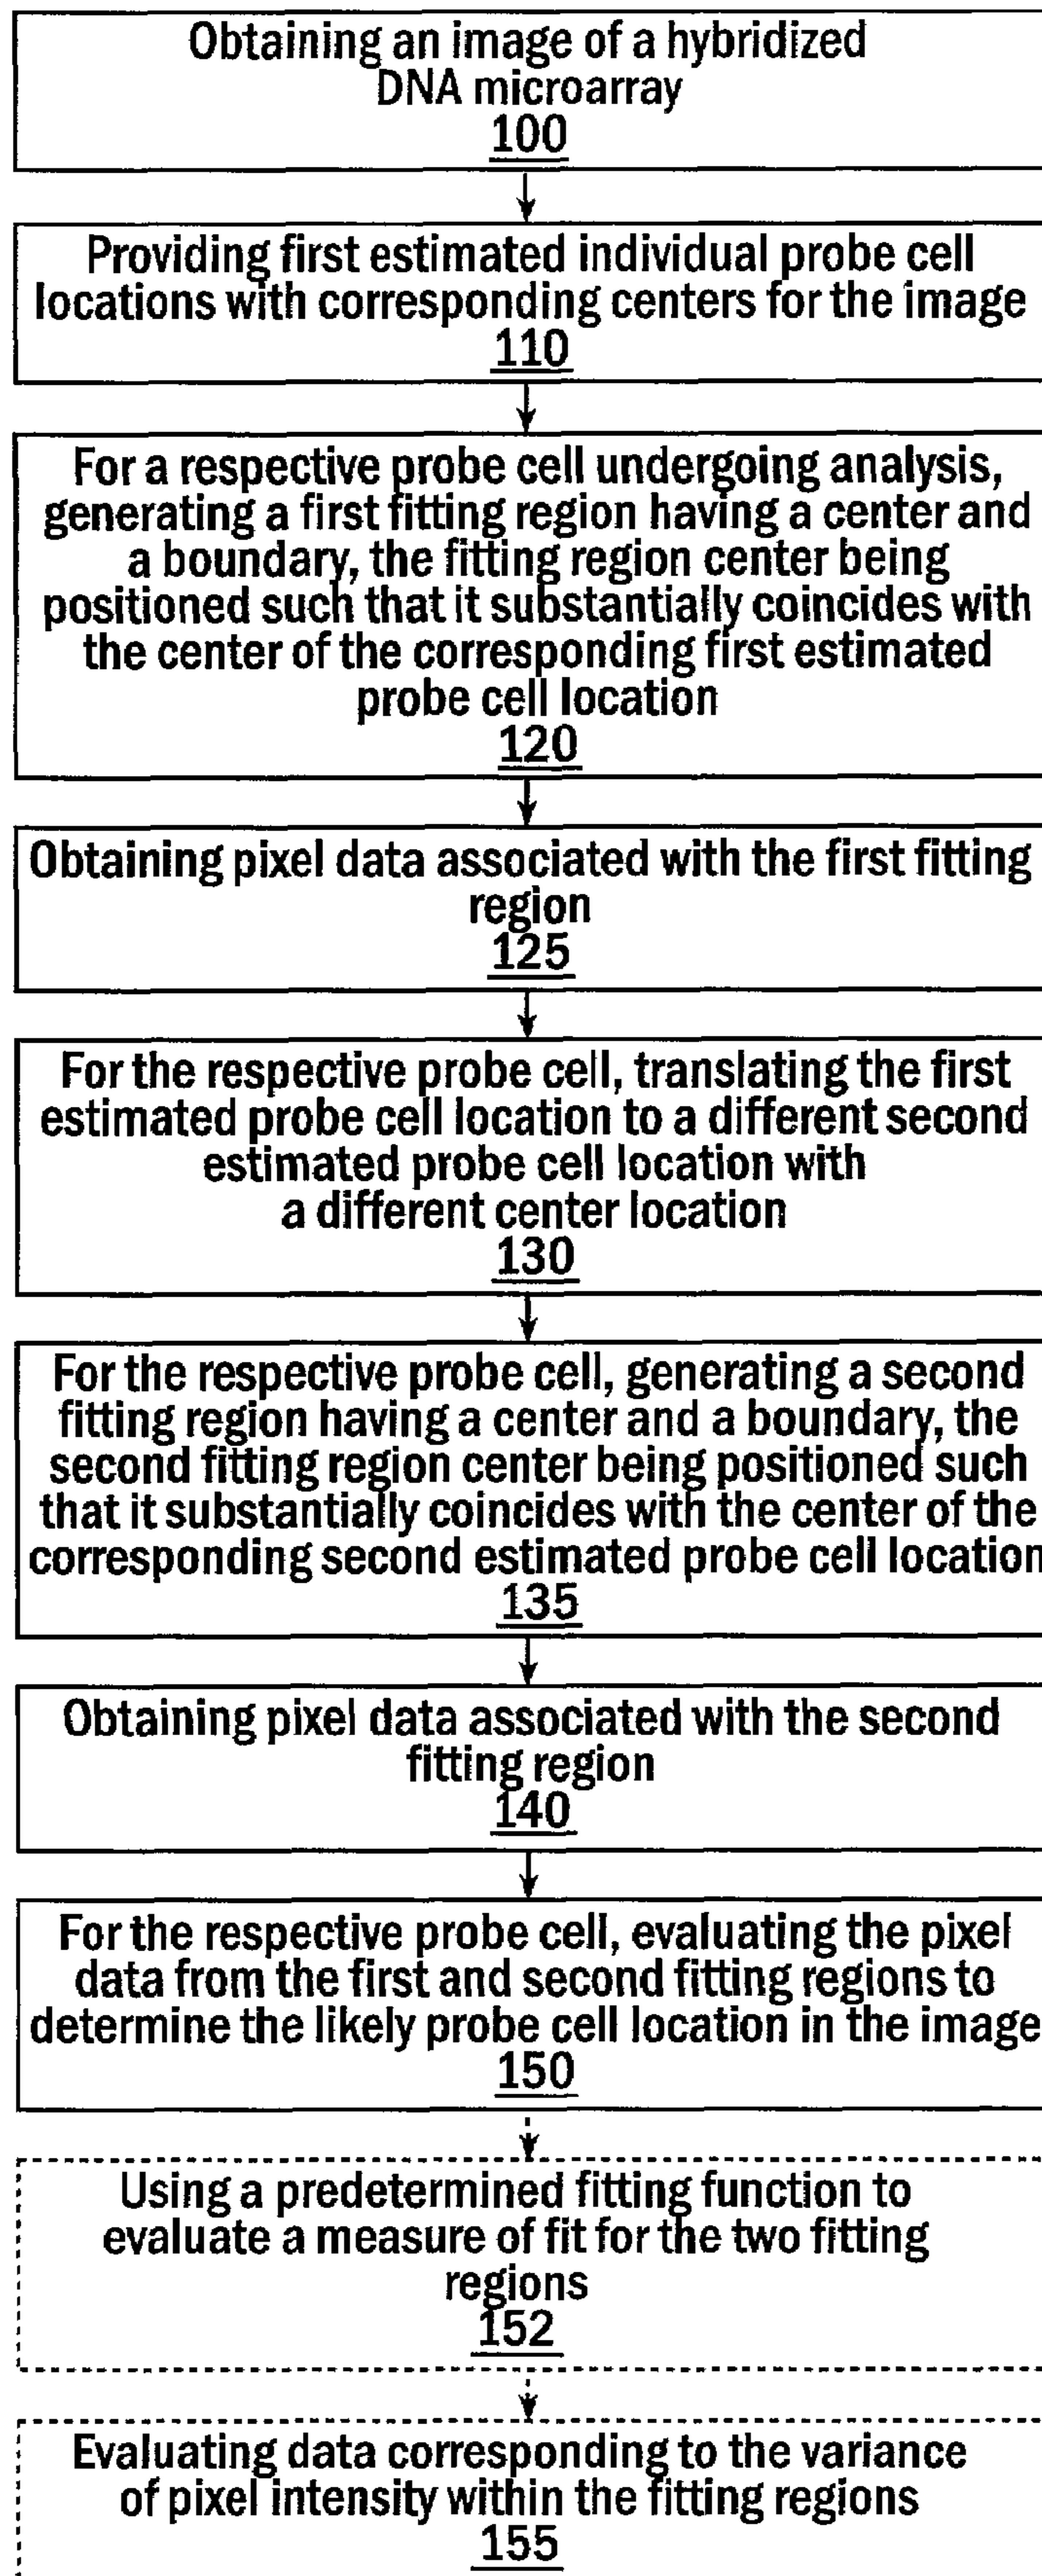 Obtaining an image of a hybridized
DNA microarray
100
Providing first estimated individual probe cell
locations with corresponding centers for the image
110
For a respective probe cell undergoing analysis,
generating a first fitting region having a center and
a boundary, the fitting region center being
positioned such that it substantially coincides with
the center of the corresponding first estimated
probe cell location
120
Obtaining pixel data associated with the first fitting
region
125
For the respective probe cell, translating the first
estimated probe cell location to a different second
estimated probe cell location with
a different center location
130
For the respective probe cell, generating a second
fitting region having a center and a boundary, the
second fitting region center being positioned such
that it substantially coincides with the center of the
corresponding second estimated probe cell location
135
Obtaining pixel data associated with the second
fitting region
140
For the respective probe cell, evaluating the pixel
data from the first and second fitting regions to
determine the likely probe cell location in the image
150
Using a predetermined fitting function to
evaluate a measure of fit for the two fitting
regions
152
Evaluating data corresponding to the variance
of pixel intensity within the fitting regions
155